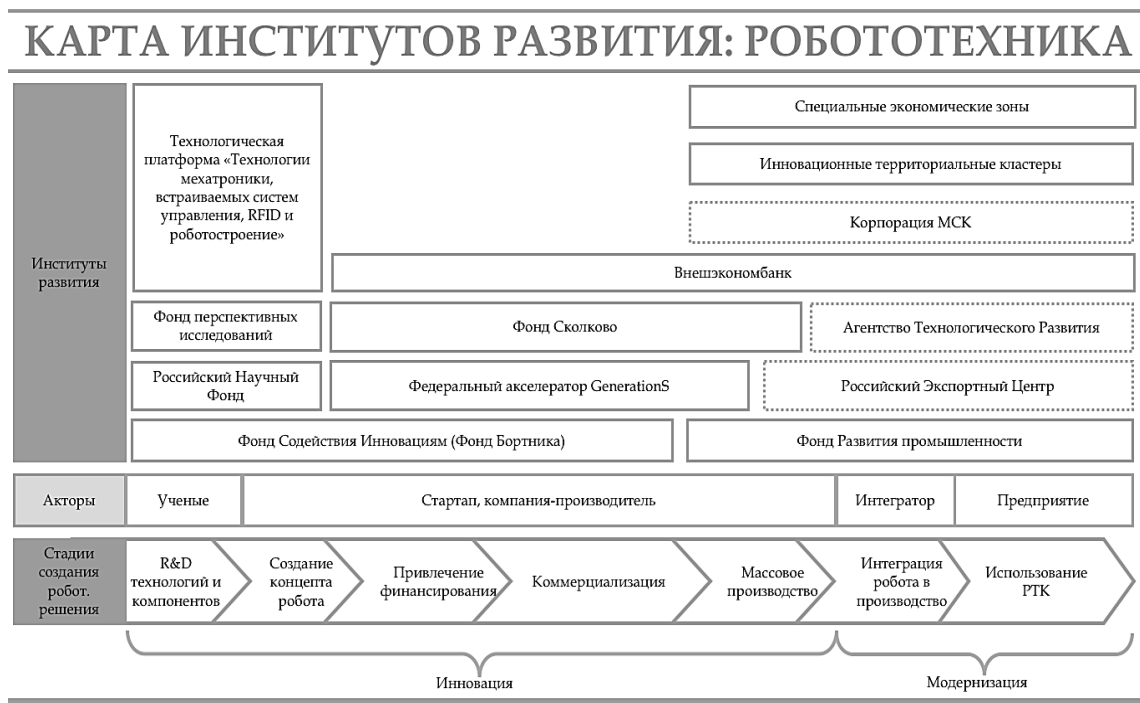 КАРТА ИНСТИТУТОВ РАЗВИТИЯ: РОБОТОТЕХНИКА
Институты
развития
Технологическая
платформа «Технологии
мехатроники,
встраиваемых систем
управления, RFID и
роботостроение»
Специальные экономические зоны
Инновационные территориальные кластеры
Корпорация МСК
Внешэкономбанк
Фонд перспективных
исследований
Фонд Сколково
Агентство Технологического Развития
Российский Научный
Фонд
Федеральный акселератор GenerationS
Российский Экспортный Центр
Фонд Содействия Инновациям (Фонд Бортника)
Фонд Развития промышленности
Акторы
Ученые
Стартап, компания-производитель
Интегратор
Предприятие
Стадии
создания
робот.
решения
R&D
технологий и
компонентов
Создание
концепта
робота
Привлечение
финансирования
Коммерциализация
Массовое
производство
Интеграция
робота в
производство
Использование
РТК
Инновация
Модернизация